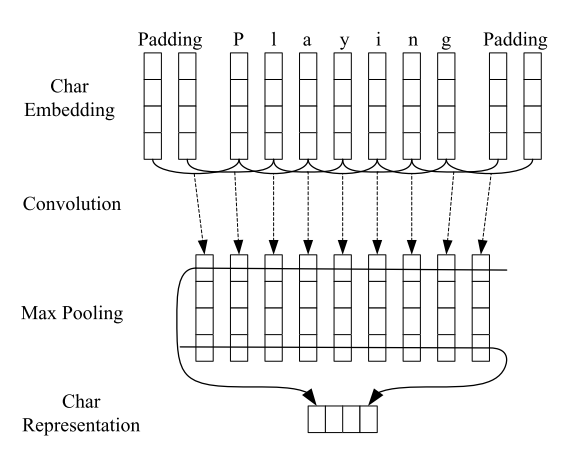 Padding P l a y i n g Padding
Char
Embedding
Convolution
Max Pooling
Char
Representation